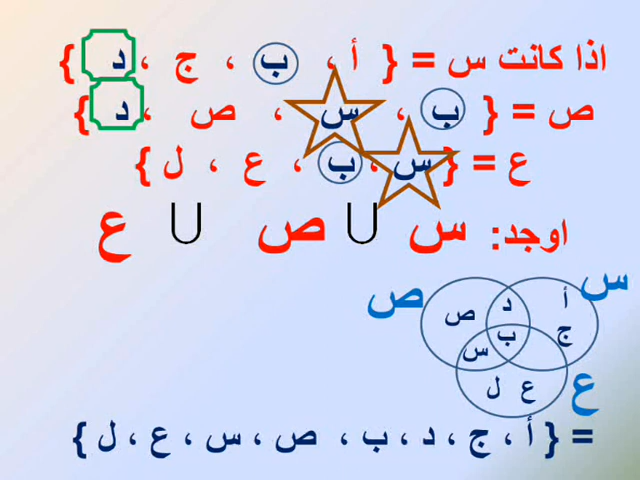 اذا كانت س = { أ ، ب ، ج ، د }
ص = { ب ، س ، ص ، د }
ع = { س ، ب ، ع ، ل }
اوجد: س ∪ ص ∪ ع
س
ص
أ
د
ص
ج
ب
س
ع
ع ل
= { أ ، ج ، د ، ب ، ص ، س ، ع ، ل }